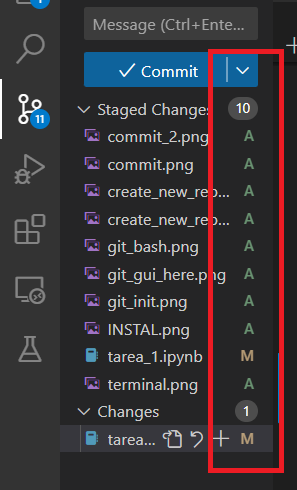 Message (Ctrl+Ente...
Commit
11
Staged Changes 10
commit_2.png A
commit.png A
create_new_rep... A
create_new_rep... A
git_bash.png A
git_gui_here.png A
git_init.png A
INSTAL.png A
tarea_1.ipynb M
terminal.png A
Changes 1
tarea... M